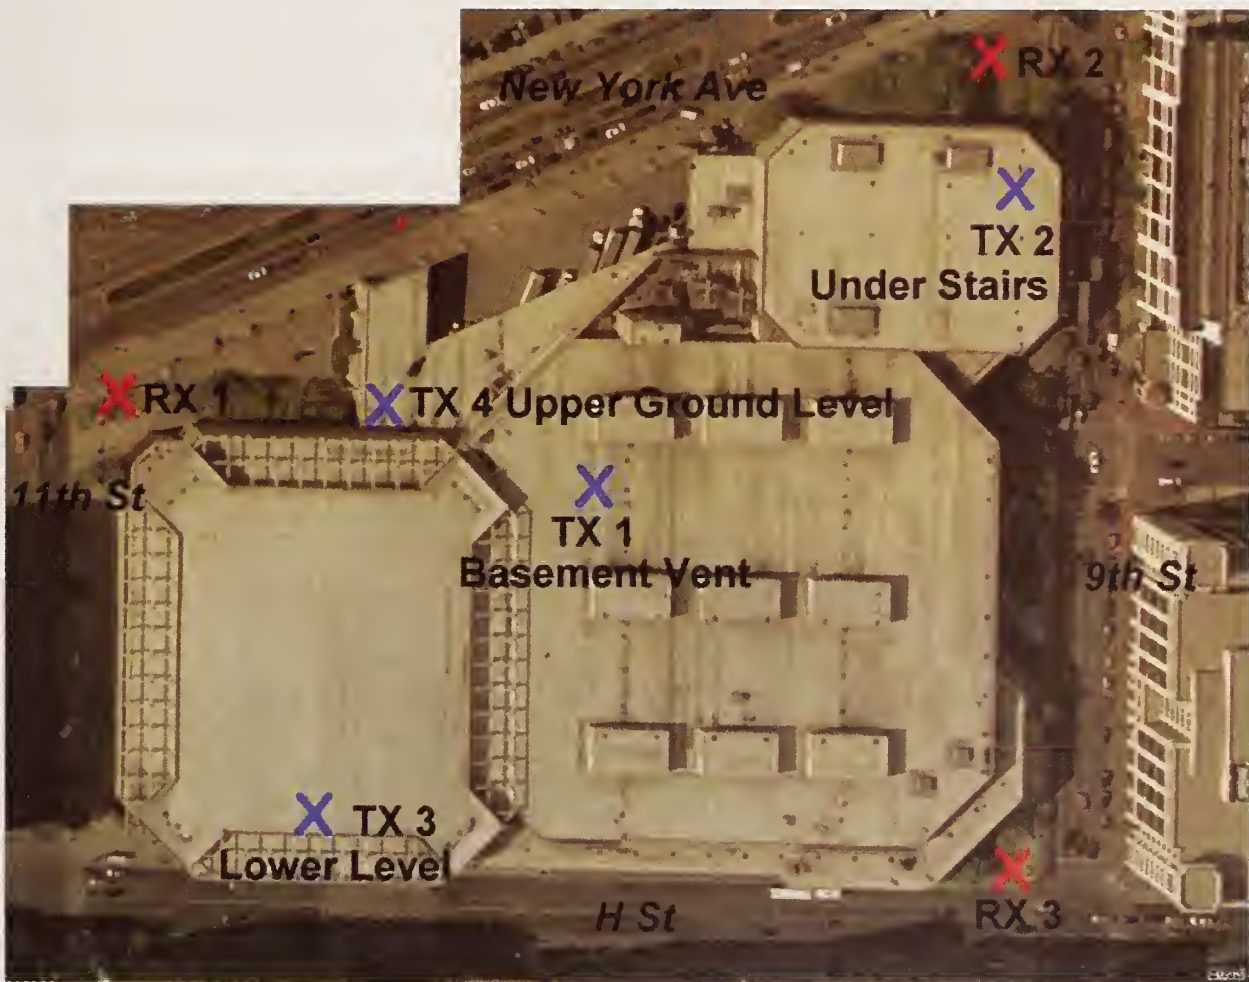 RX 2
New York Ave
TX 2
Under Stairs
RX 1
TX 4 Upper Ground Level
11th St
TX 1
Basement Vent
9th St
TX 3
Lower Level
H St
RX 3